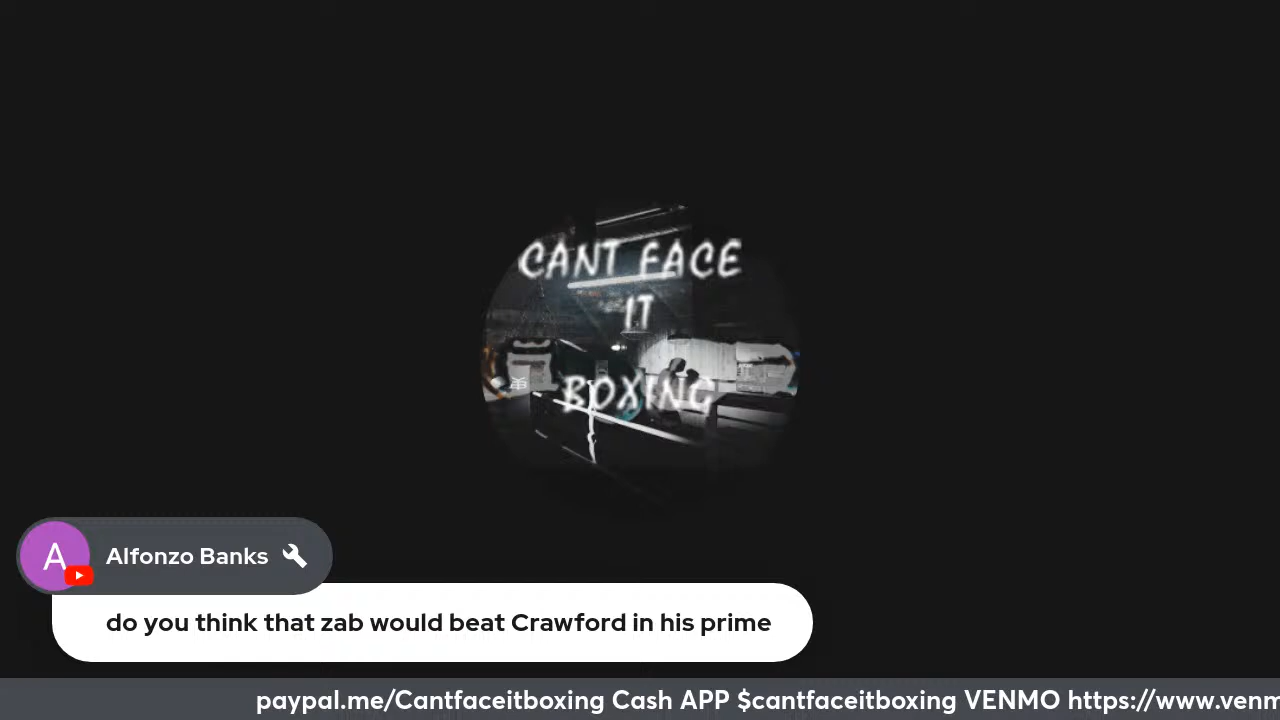 CANT FACE
IT
BOXING
A
Alfonzo Banks
do you think that zab would beat Crawford in his prime
paypal.me/Cantfaceitboxing Cash APP $cantfaceitboxing VENMO https://www.venm